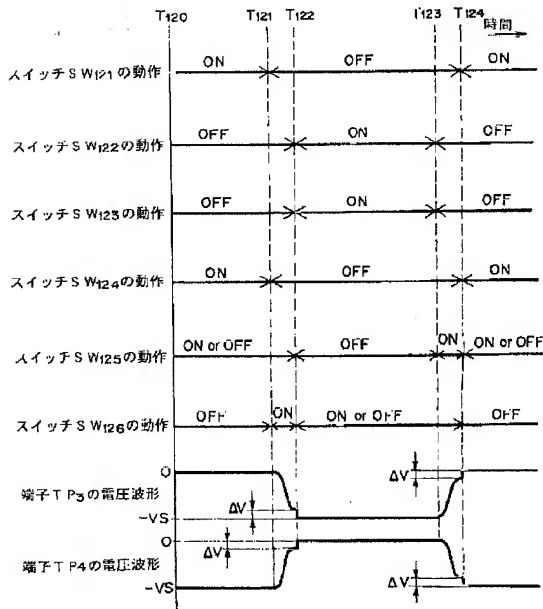 T120 T121 T122 T123 T124
時間
スイッチSW121の動作 ON OFF ON
スイッチSW122の動作 OFF ON OFF
スイッチSW123の動作 OFF ON OFF
スイッチSW124の動作 ON OFF ON
スイッチSW125の動作 ON or OFF OFF ON ON or OFF
スイッチSW126の動作 OFF ON ON or OFF OFF
0
端子TP3の電圧波形 ΔV ΔV
-VS
0
端子TP4の電圧波形 ΔV ΔV
-VS